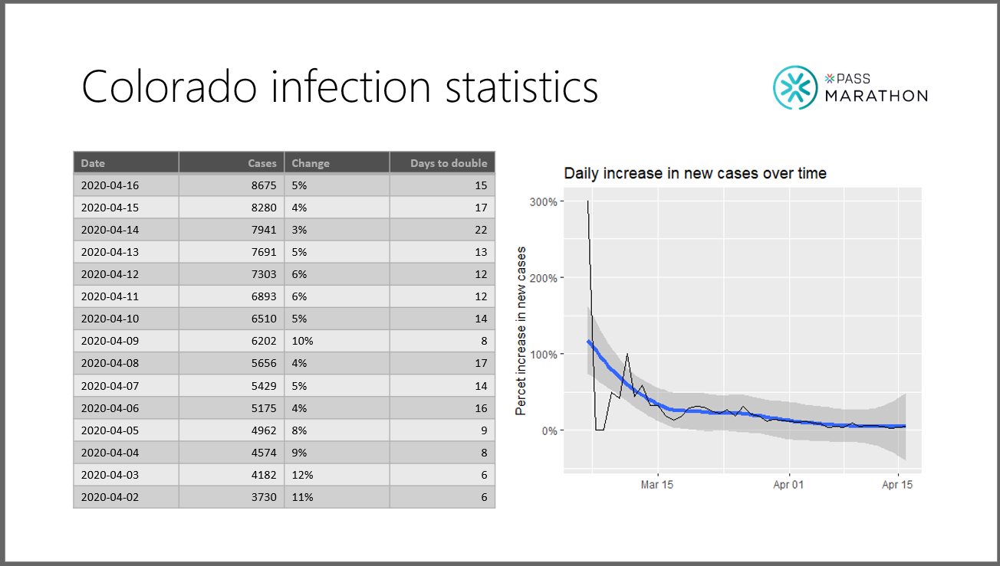 Colorado infection statistics
PASS
MARATHON
Date Cases Change Days to double
2020-04-16 8675 5% 15
2020-04-15 8280 4% 17
2020-04-14 7941 3% 22
2020-04-13 7691 5% 13
2020-04-12 7303 6% 12
2020-04-11 6893 6% 12
2020-04-10 6510 5% 14
2020-04-09 6202 10% 8
2020-04-08 5656 4% 17
2020-04-07 5429 5% 14
2020-04-06 5175 4% 16
2020-04-05 4962 8% 9
2020-04-04 4574 9% 8
2020-04-03 4182 12% 6
2020-04-02 3730 11% 6
Daily increase in new cases over time
Percet increase in new cases
300%
200%
100%
0%
Mar 15 Apr 01 Apr 15